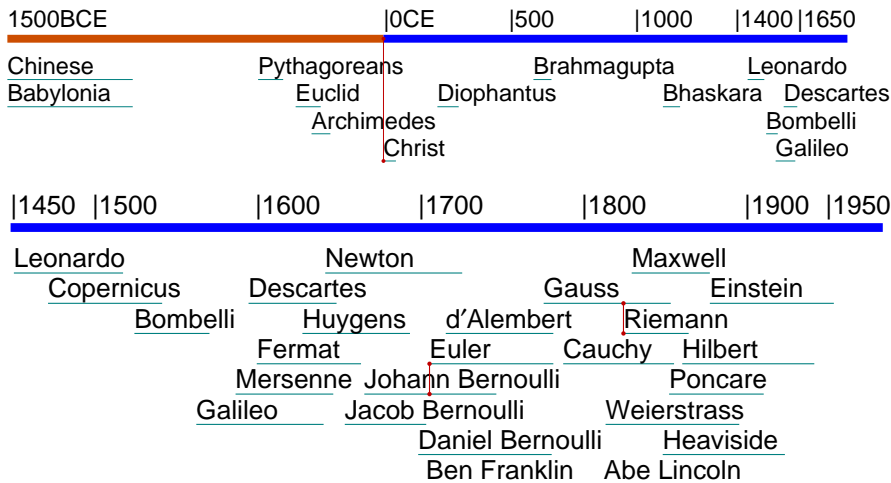 1500BCE |0CE |500 |1000 |1400 |1650
Chinese Pythagoreans Brahmagupta Leonardo
Babylonia Euclid Diophantus Bhaskara Descartes
Archimedes Bombelli
Christ Galileo
|1450 |1500 |1600 |1700 |1800 |1900 |1950
Leonardo Newton Maxwell
Copernicus Descartes Gauss Einstein
Bombelli Huygens d′Alembert Riemann
Fermat Euler Cauchy Hilbert
Mersenne Johann Bernoulli Poncare
Galileo Jacob Bernoulli Weierstrass
Daniel Bernoulli Heaviside
Ben Franklin Abe Lincoln